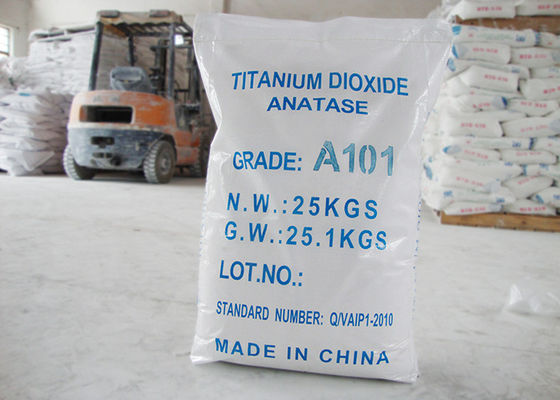 TITANIUM DIOXIDE
ANATASE
GRADE: A101
N.W.:25KGS
G.W.:25.1KGS
LOT.NO.:
STANDARD NUMBER: Q/VAIP1-2010
MADE IN CHINA